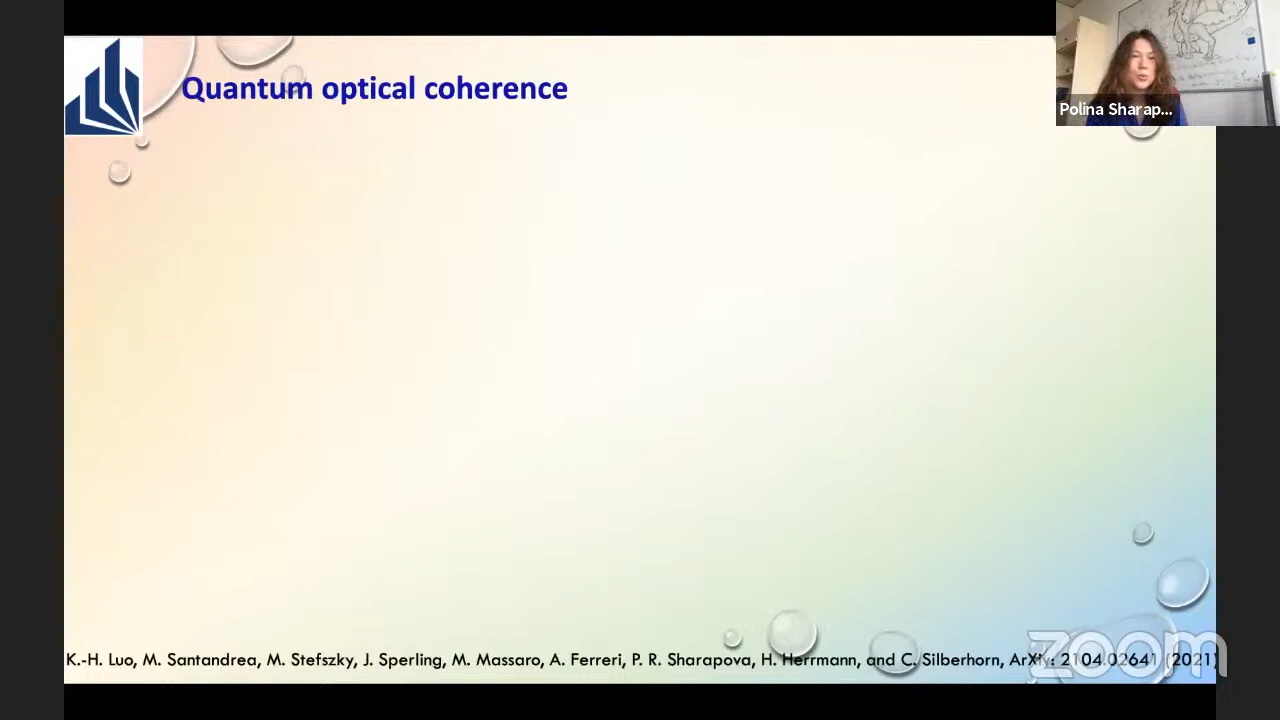 Quantum optical coherence
Polina Sharap...
K.-H. Luo, M. Santandrea, M. Stefszky, J. Sperling, M. Massaro, A. Ferreri, P. R. Sharapova, H. Herrmann, and C. Silberhorn, ArXiv: 2104.02641 (2021)
zoom